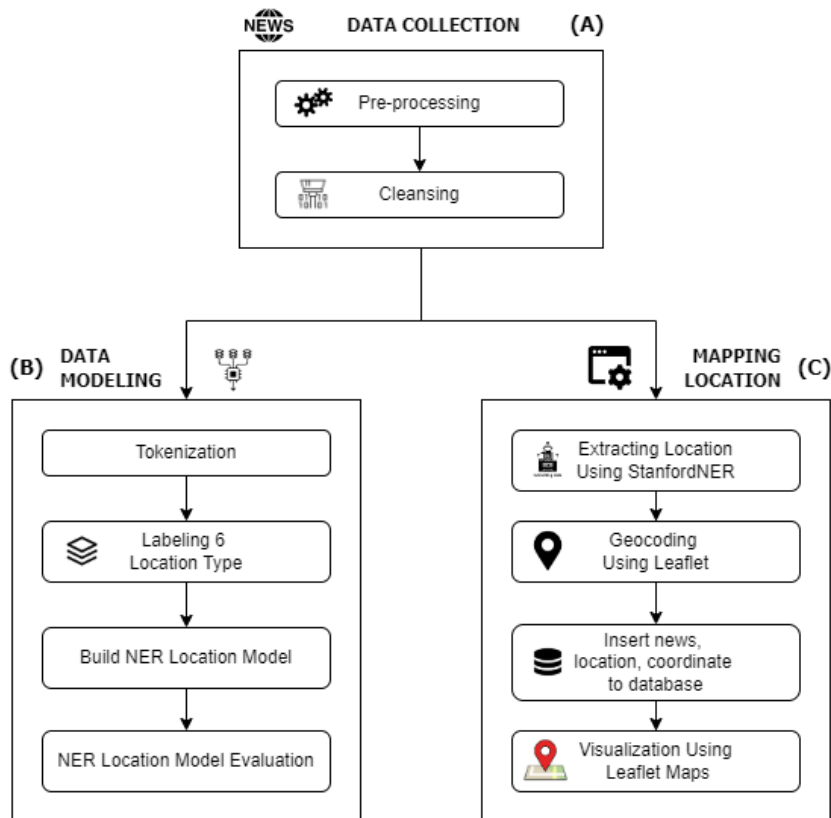 NEWS
DATA COLLECTION (A)
Pre-processing
Cleansing
(B) DATA
MODELING
Tokenization
Labeling 6
Location Type
Build NER Location Model
NER Location Model Evaluation
MAPPING
LOCATION (C)
Extracting Location
Using StanfordNER
Geocoding
Using Leaflet
Insert news,
location, coordinate
to database
Visualization Using
Leaflet Maps